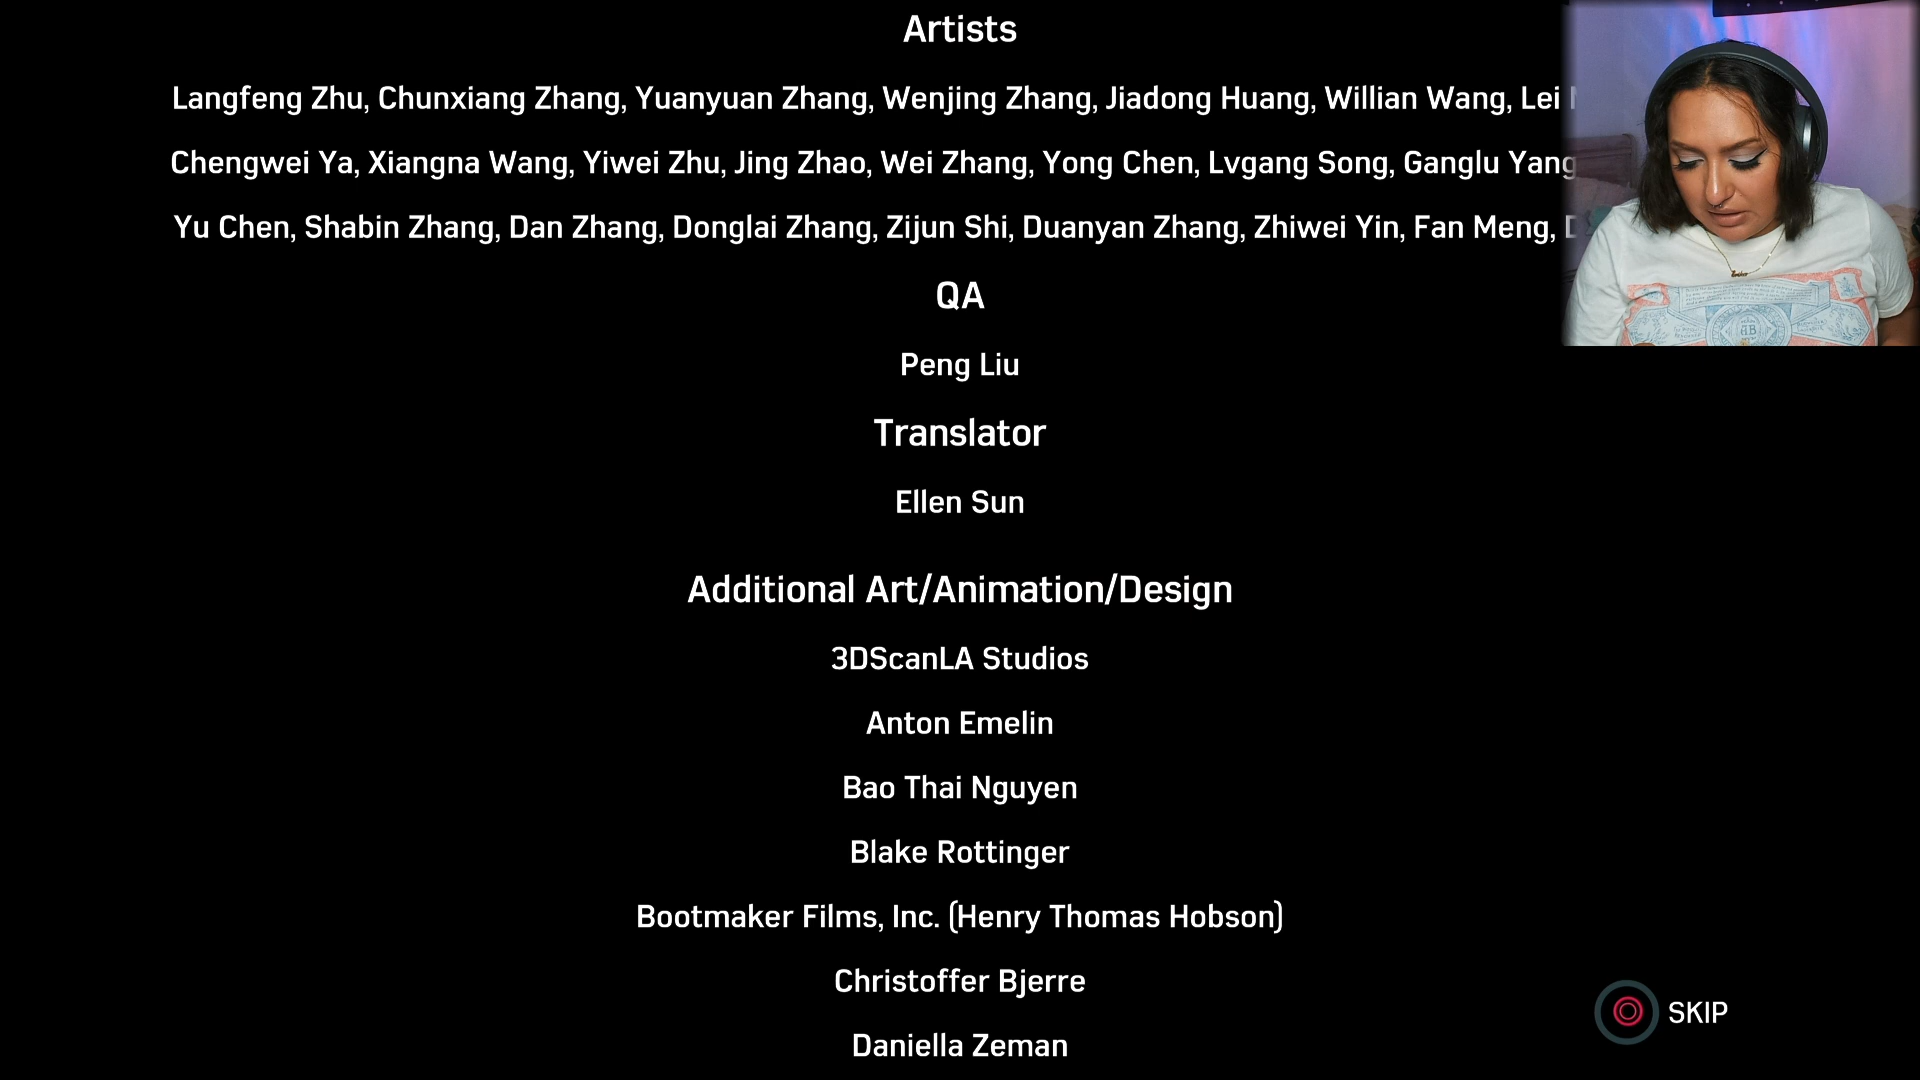 Artists
Langfeng Zhu, Chunxiang Zhang, Yuanyuan Zhang, Wenjing Zhang, Jiadong Huang, Willian Wang, Lei
Chengwei Ya, Xiangna Wang, Yiwei Zhu, Jing Zhao, Wei Zhang, Yong Chen, Lvgang Song, Ganglu Yang
Yu Chen, Shabin Zhang, Dan Zhang, Donglai Zhang, Zijun Shi, Duanyan Zhang, Zhiwei Yin, Fan Meng,
QA
Peng Liu
Translator
Ellen Sun
Additional Art/Animation/Design
3DScanLA Studios
Anton Emelin
Bao Thai Nguyen
Blake Rottinger
Bootmaker Films, Inc. (Henry Thomas Hobson)
Christoffer Bjerre
SKIP
Daniella Zeman